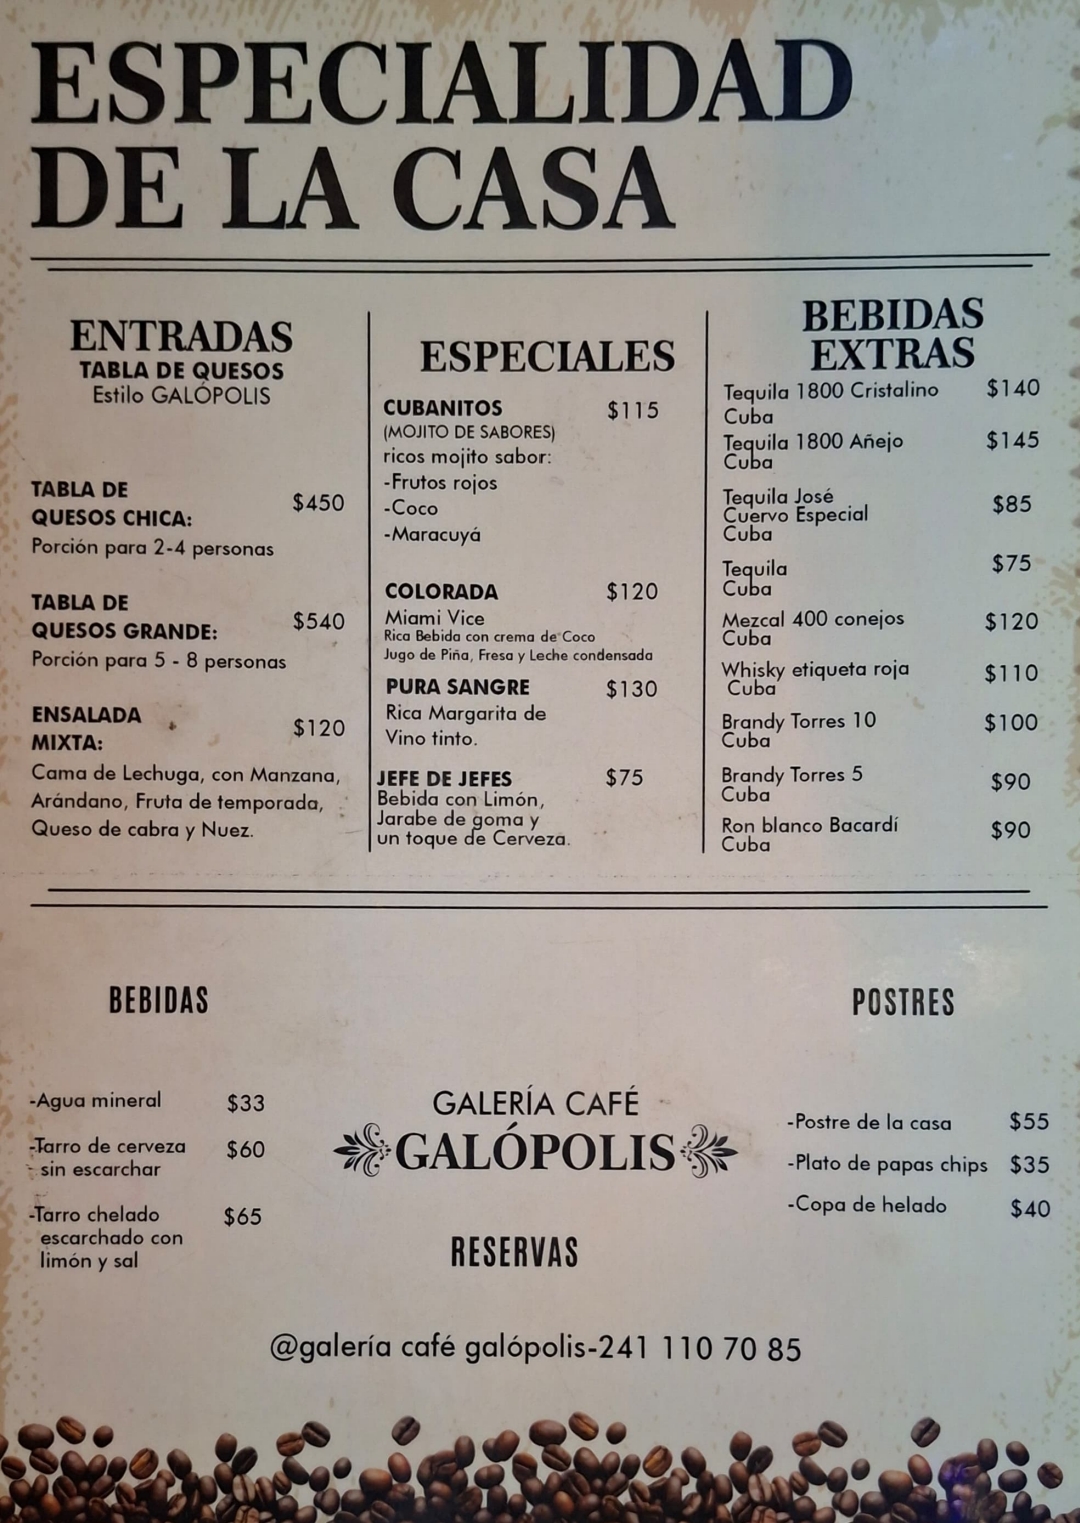 ESPECIALIDAD
DE LA CASA
ENTRADAS
TABLA DE QUESOS
Estilo GALÓPOLIS
TABLA DE
QUESOS CHICA: $450
Porción para 2-4 personas
TABLA DE
QUESOS GRANDE: $540
Porción para 5 - 8 personas
ENSALADA
MIXTA: $120
Cama de Lechuga, con Manzana,
Arándano, Fruta de temporada,
Queso de cabra y Nuez.
ESPECIALES
CUBANITOS $115
(MOJITO DE SABORES)
ricos mojito sabor:
-Frutos rojos
-Coco
-Maracuyá
COLORADA $120
Miami Vice
Rica Bebida con crema de Coco
Jugo de Piña, Fresa y Leche condensada
PURA SANGRE $130
Rica Margarita de
Vino tinto.
JEFE DE JEFES $75
Bebida con Limón,
Jarabe de goma y
un toque de Cerveza.
BEBIDAS
EXTRAS
Tequila 1800 Cristalino $140
Cuba
Tequila 1800 Añejo $145
Cuba
Tequila José
Cuervo Especial $85
Cuba
Tequila $75
Cuba
Mezcal 400 conejos $120
Cuba
Whisky etiqueta roja $110
Cuba
Brandy Torres 10 $100
Cuba
Brandy Torres 5 $90
Cuba
Ron blanco Bacardí $90
Cuba
BEBIDAS
-Agua mineral $33
-Tarro de cerveza $60
sin escarchar
-Tarro chelado $65
escarchado con
limón y sal
GALERÍA CAFÉ
GALÓPOLIS
RESERVAS
POSTRES
-Postre de la casa $55
-Plato de papas chips $35
-Copa de helado $40
@galería café galópolis-241 110 70 85